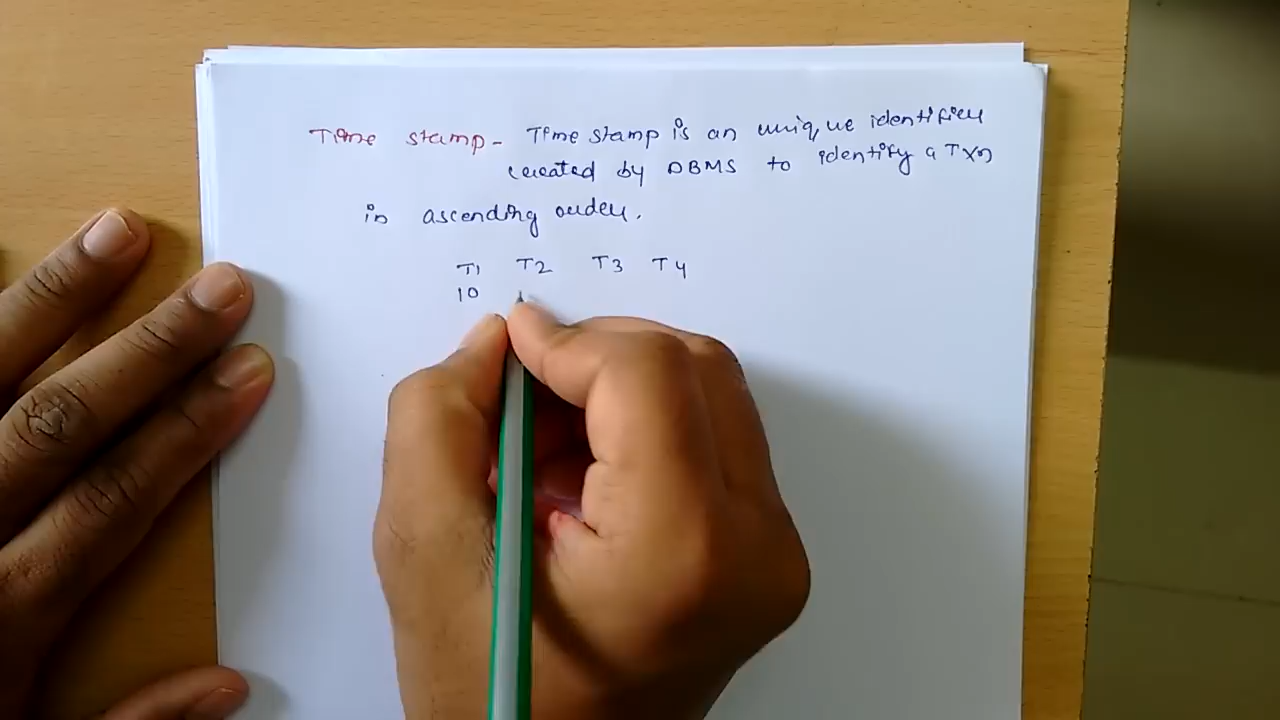 Time stamp - Time stamp is an unique identifier
created by DBMS to identify a Txn
in ascending order.
T1 T2 T3 T4
10